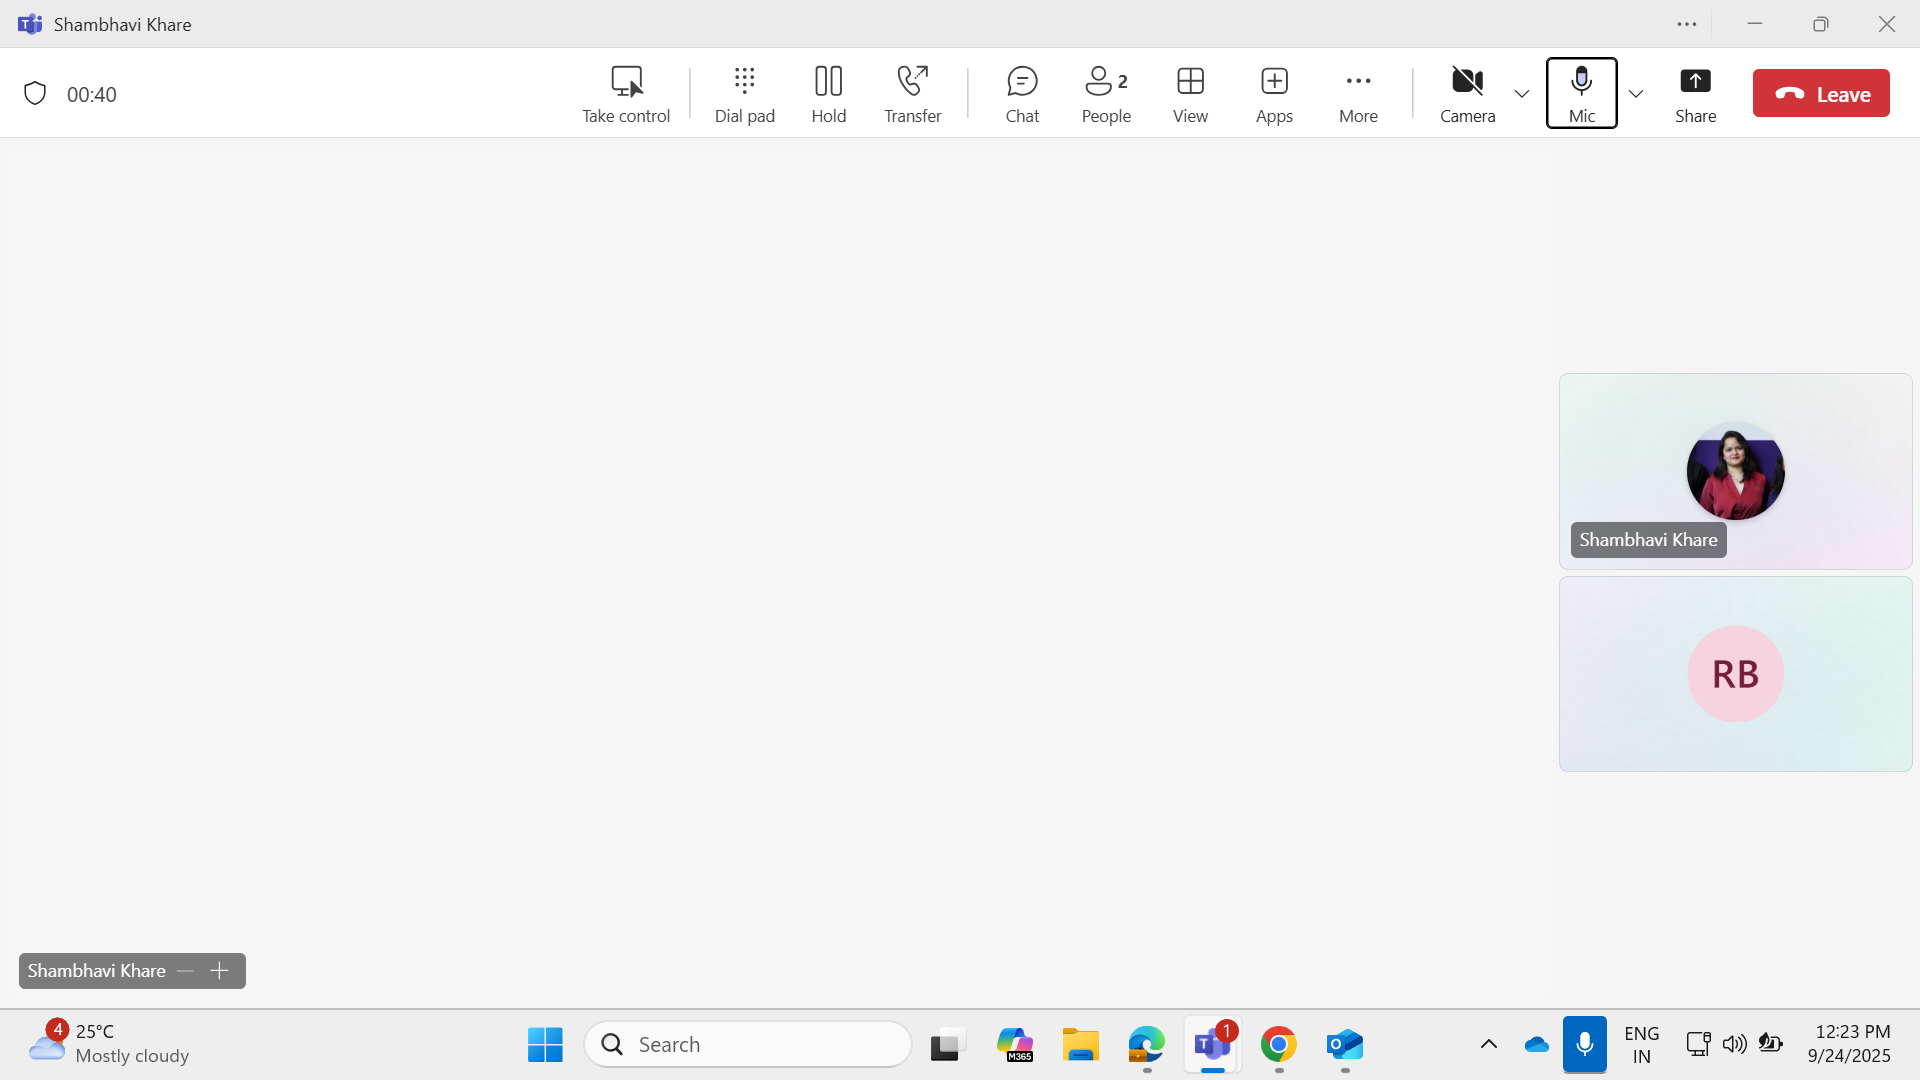 Shambhavi Khare
00:40
Take control
Dial pad
Hold
Transfer
Chat
2
People
View
Apps
More
Camera
Mic
Share
Leave
Shambhavi Khare
RB
Shambhavi Khare
4
25°C
Mostly cloudy
Search
M365
T
1
O
ENG
IN
12:23 PM
9/24/2025